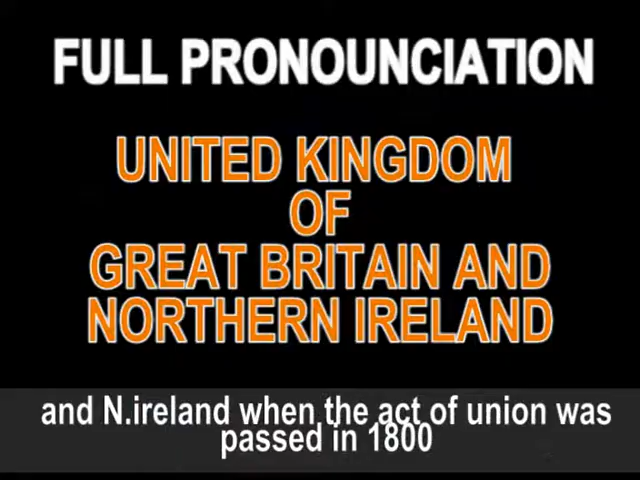 FULL PRONOUNCIATION
UNITED KINGDOM
OF
GREAT BRITAIN AND
NORTHERN IRELAND
and N.ireland when the act of union was
passed in 1800